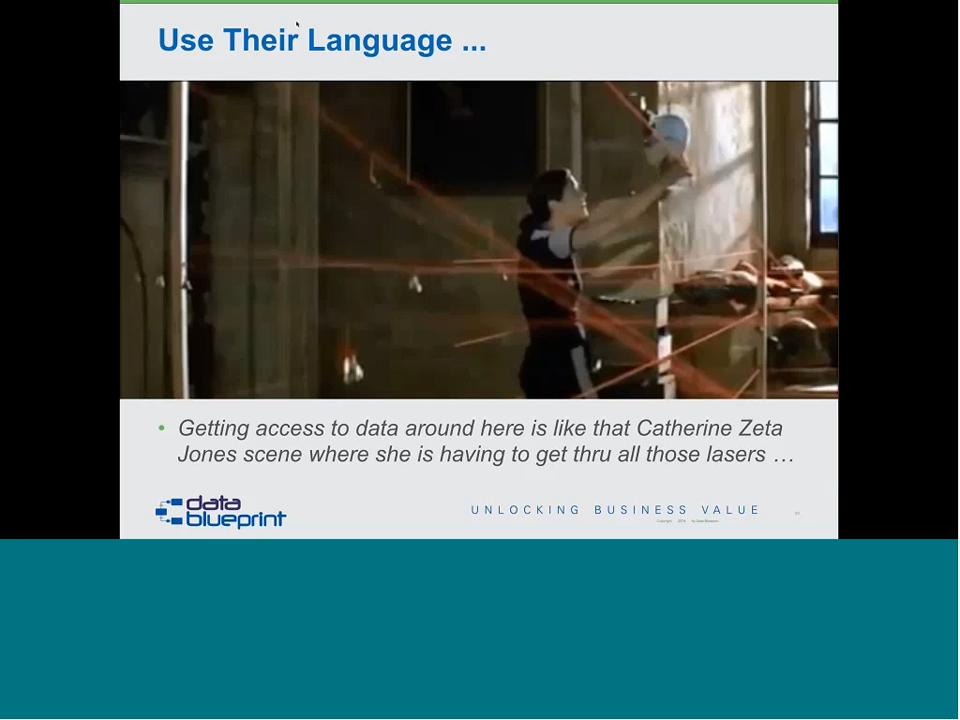 Use Their Language ...
• Getting access to data around here is like that Catherine Zeta
Jones scene where she is having to get thru all those lasers …
data
blueprint
UNLOCKING BUSINESS VALUE